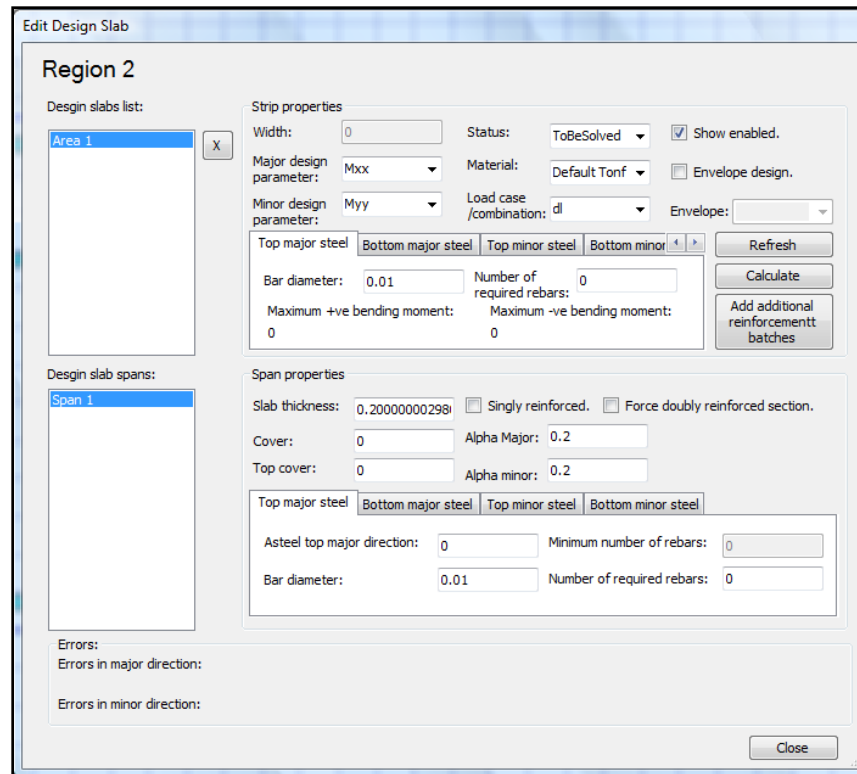 Edit Design Slab
Region 2
Desgin slabs list:
Area 1
X
Strip properties
Width: 0 Status: ToBeSolved Show enabled.
Major design parameter: Mxx Material: Default Tonf Envelope design.
Minor design parameter: Myy Load case /combination: dl Envelope:
Top major steel Bottom major steel Top minor steel Bottom minor
Refresh
Bar diameter: 0.01 Number of required rebars: 0
Calculate
Maximum +ve bending moment: Maximum -ve bending moment:
0 0
Add additional
reinforcementt
batches
Desgin slab spans:
Span 1
Span properties
Slab thickness: 0.2000000298 Singly reinforced. Force doubly reinforced section.
Cover: 0 Alpha Major: 0.2
Top cover: 0 Alpha minor: 0.2
Top major steel Bottom major steel Top minor steel Bottom minor steel
Asteel top major direction: 0 Minimum number of rebars: 0
Bar diameter: 0.01 Number of required rebars: 0
Errors:
Errors in major direction:
Errors in minor direction:
Close